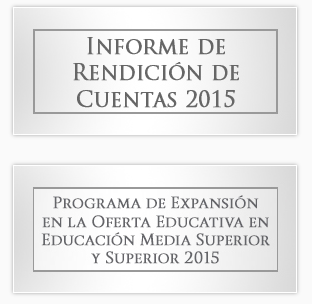 INFORME DE
RENDICIÓN DE
CUENTAS 2015
PROGRAMA DE EXPANSIÓN
EN LA OFERTA EDUCATIVA EN
EDUCACIÓN MEDIA SUPERIOR
Y SUPERIOR 2015